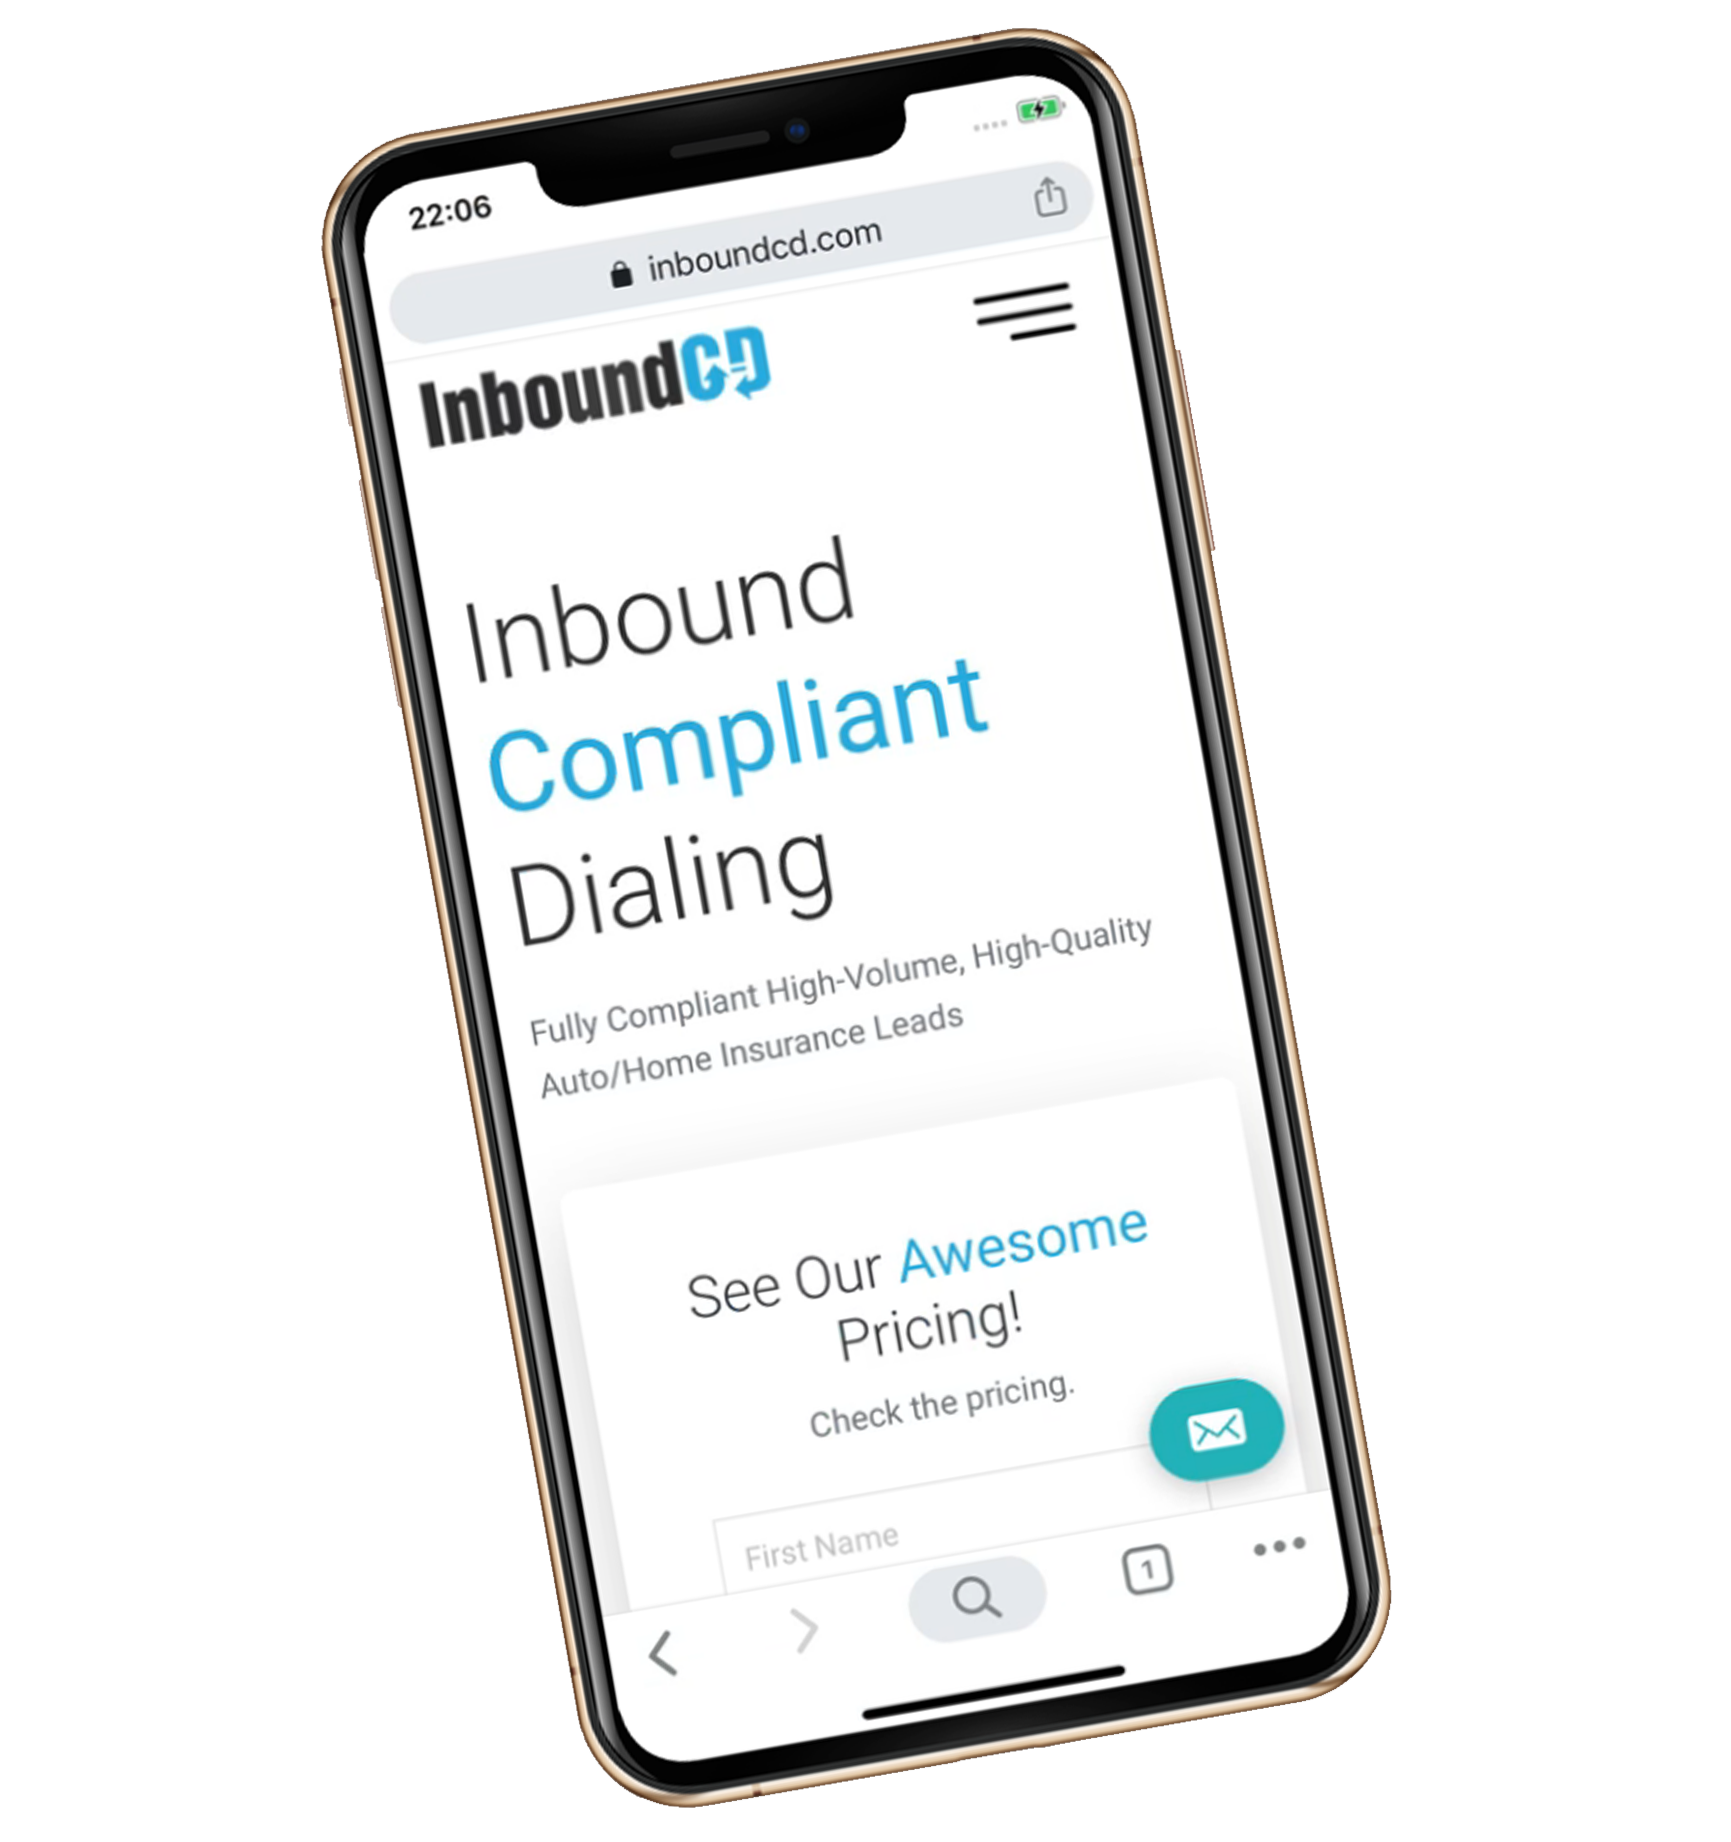 22:06
inboundcd.com
InboundCD
Inbound
Compliant
Dialing
Fully Compliant High-Volume, High-Quality
Auto/Home Insurance Leads
See Our Awesome
Pricing!
Check the pricing.
First Name
1